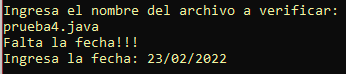 Ingresa el nombre del archivo a verificar:
prueba4.java
Falta la fecha!!!
Ingresa la fecha: 23/02/2022